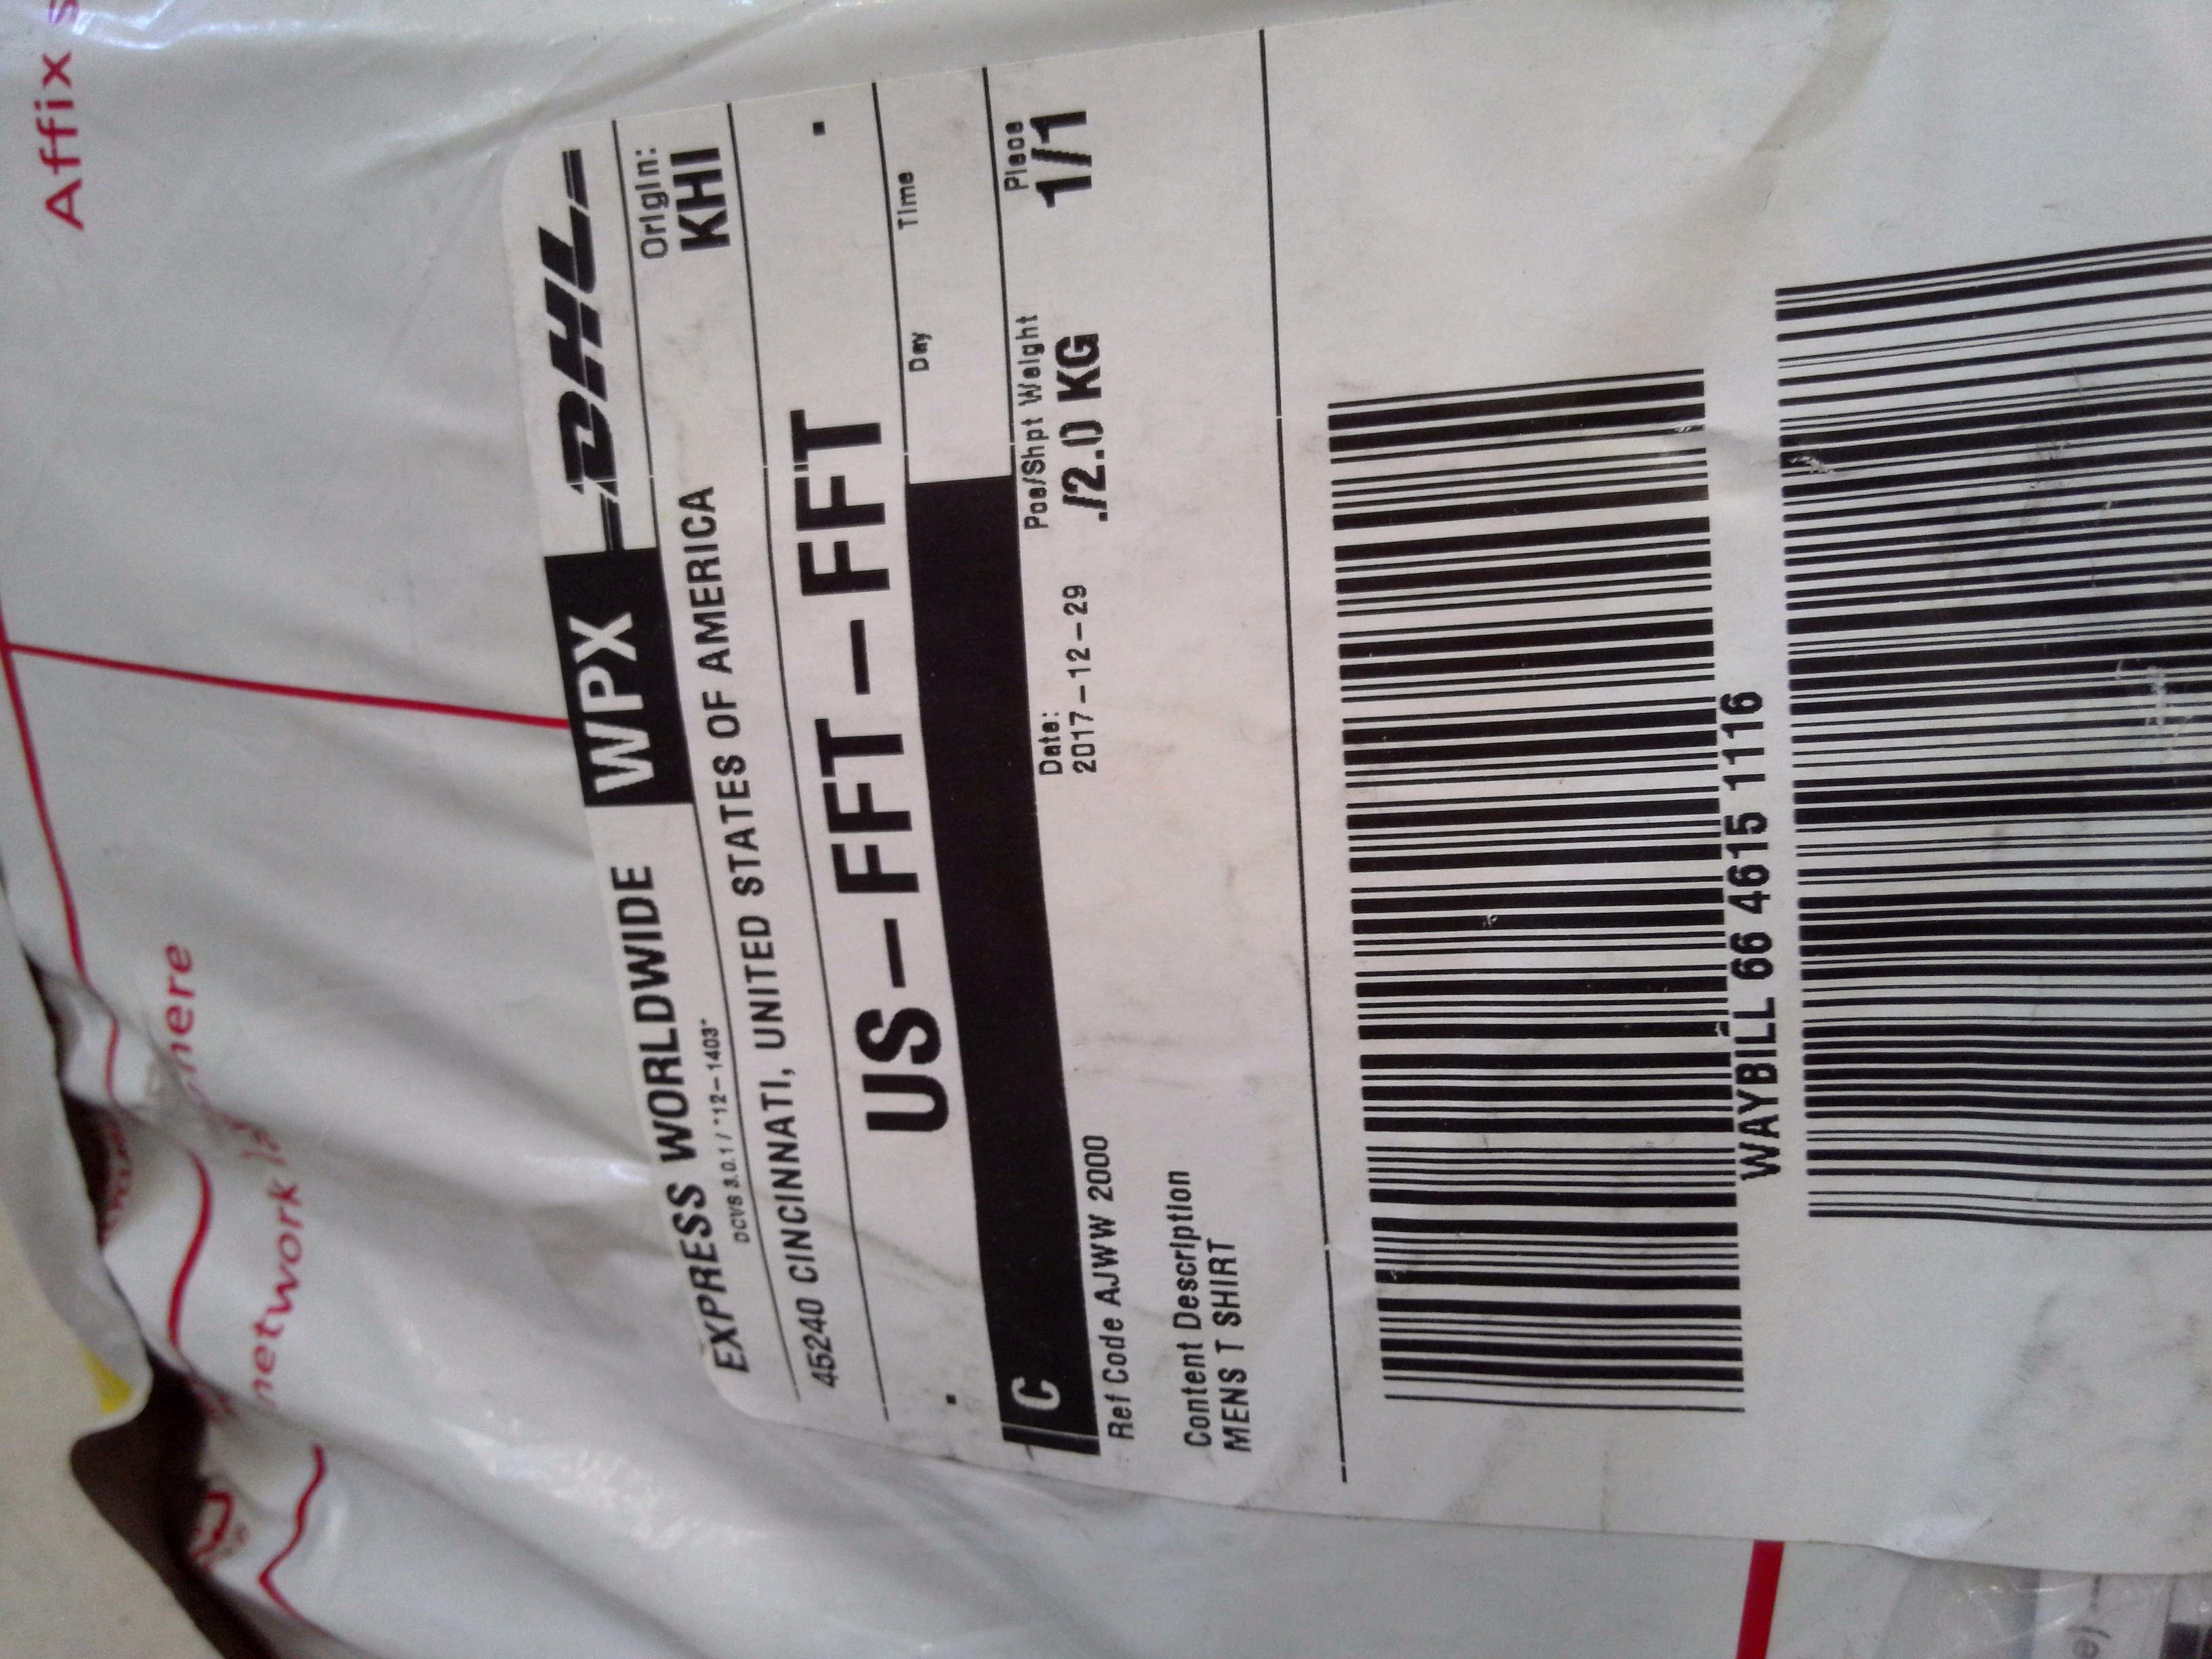 Affix
here
network
EXPRESS WORLDWIDE WPX DHL
DCVS 3.0.1 / *12-1403*
Origin:
KHI
45240 CINCINNATI, UNITED STATES OF AMERICA
US-FFT-FFT
C Day Time
Ref Code AJWW 2000 Date: Pce/Shpt Weight Piece
2017-12-29 ./2.0 KG 1/1
Content Description
MENS T SHIRT
WAYBILL 66 4615 1116